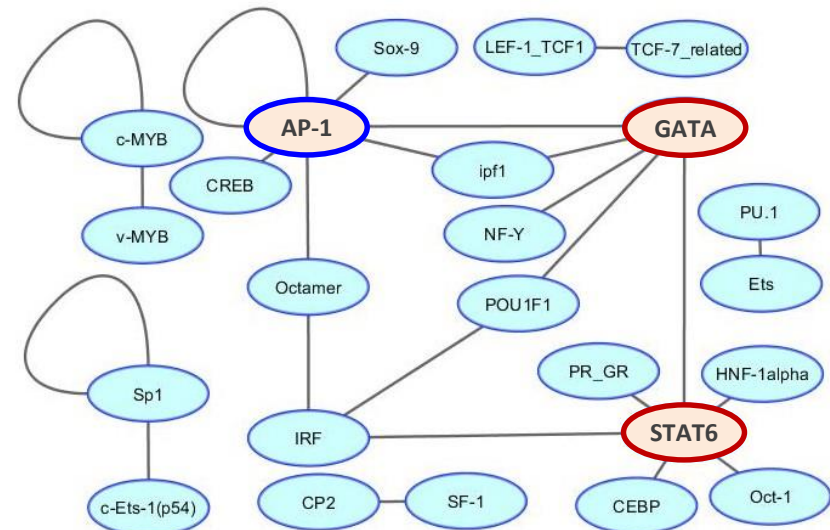 Sox-9
LEF-1_TCF1
TCF-7_related
c-MYB
AP-1
GATA
CREB
ipf1
v-MYB
NF-Y
PU.1
Octamer
POU1F1
Ets
Sp1
PR_GR
HNF-1alpha
IRF
STAT6
c-Ets-1(p54)
CP2
SF-1
CEBP
Oct-1